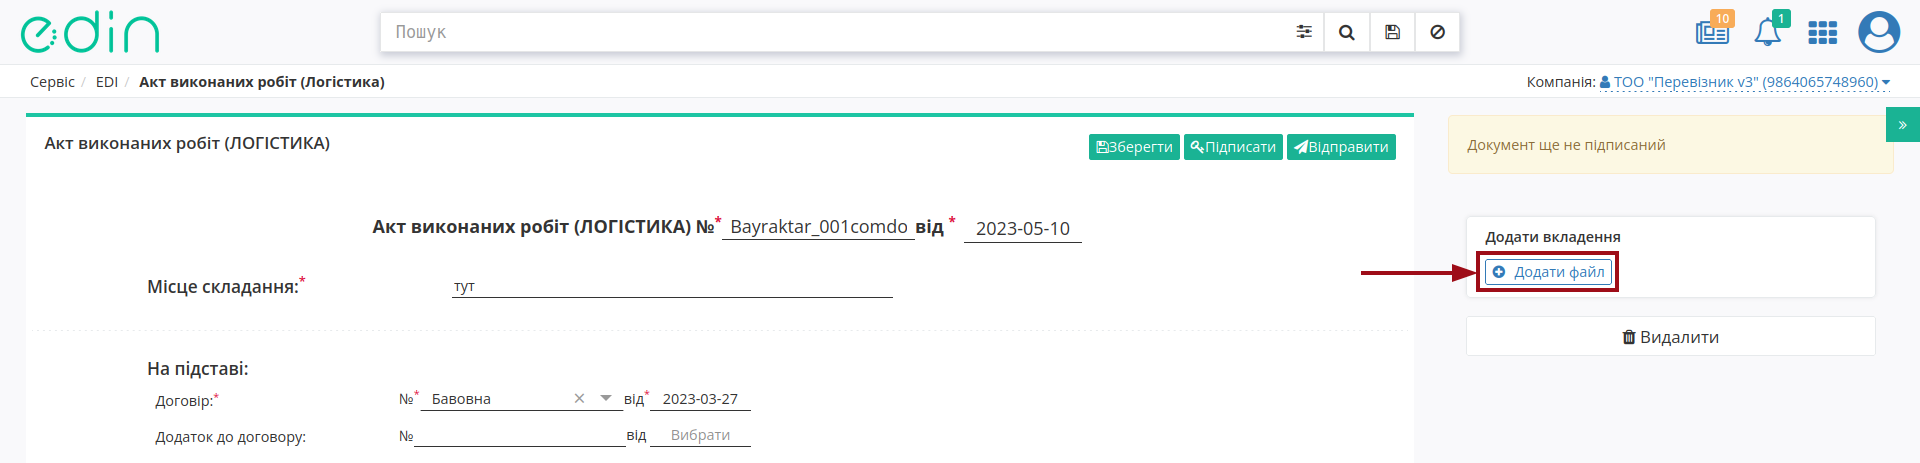 edin
Пошук
10
1
Сервіс / EDI / Акт виконаних робіт (Логістика)
Компанія: ТОО "Перевізник v3" (9864065748960)
»
Акт виконаних робіт (ЛОГІСТИКА)
Зберегти Підписати Відправити
Документ ще не підписаний
Акт виконаних робіт (ЛОГІСТИКА) №* Bayraktar_001comdo від * 2023-05-10
Додати вкладення
Додати файл
Місце складання:* тут
Видалити
На підставі:
Договір:* №* Бавовна × від* 2023-03-27
Додаток до договору: № від Вибрати